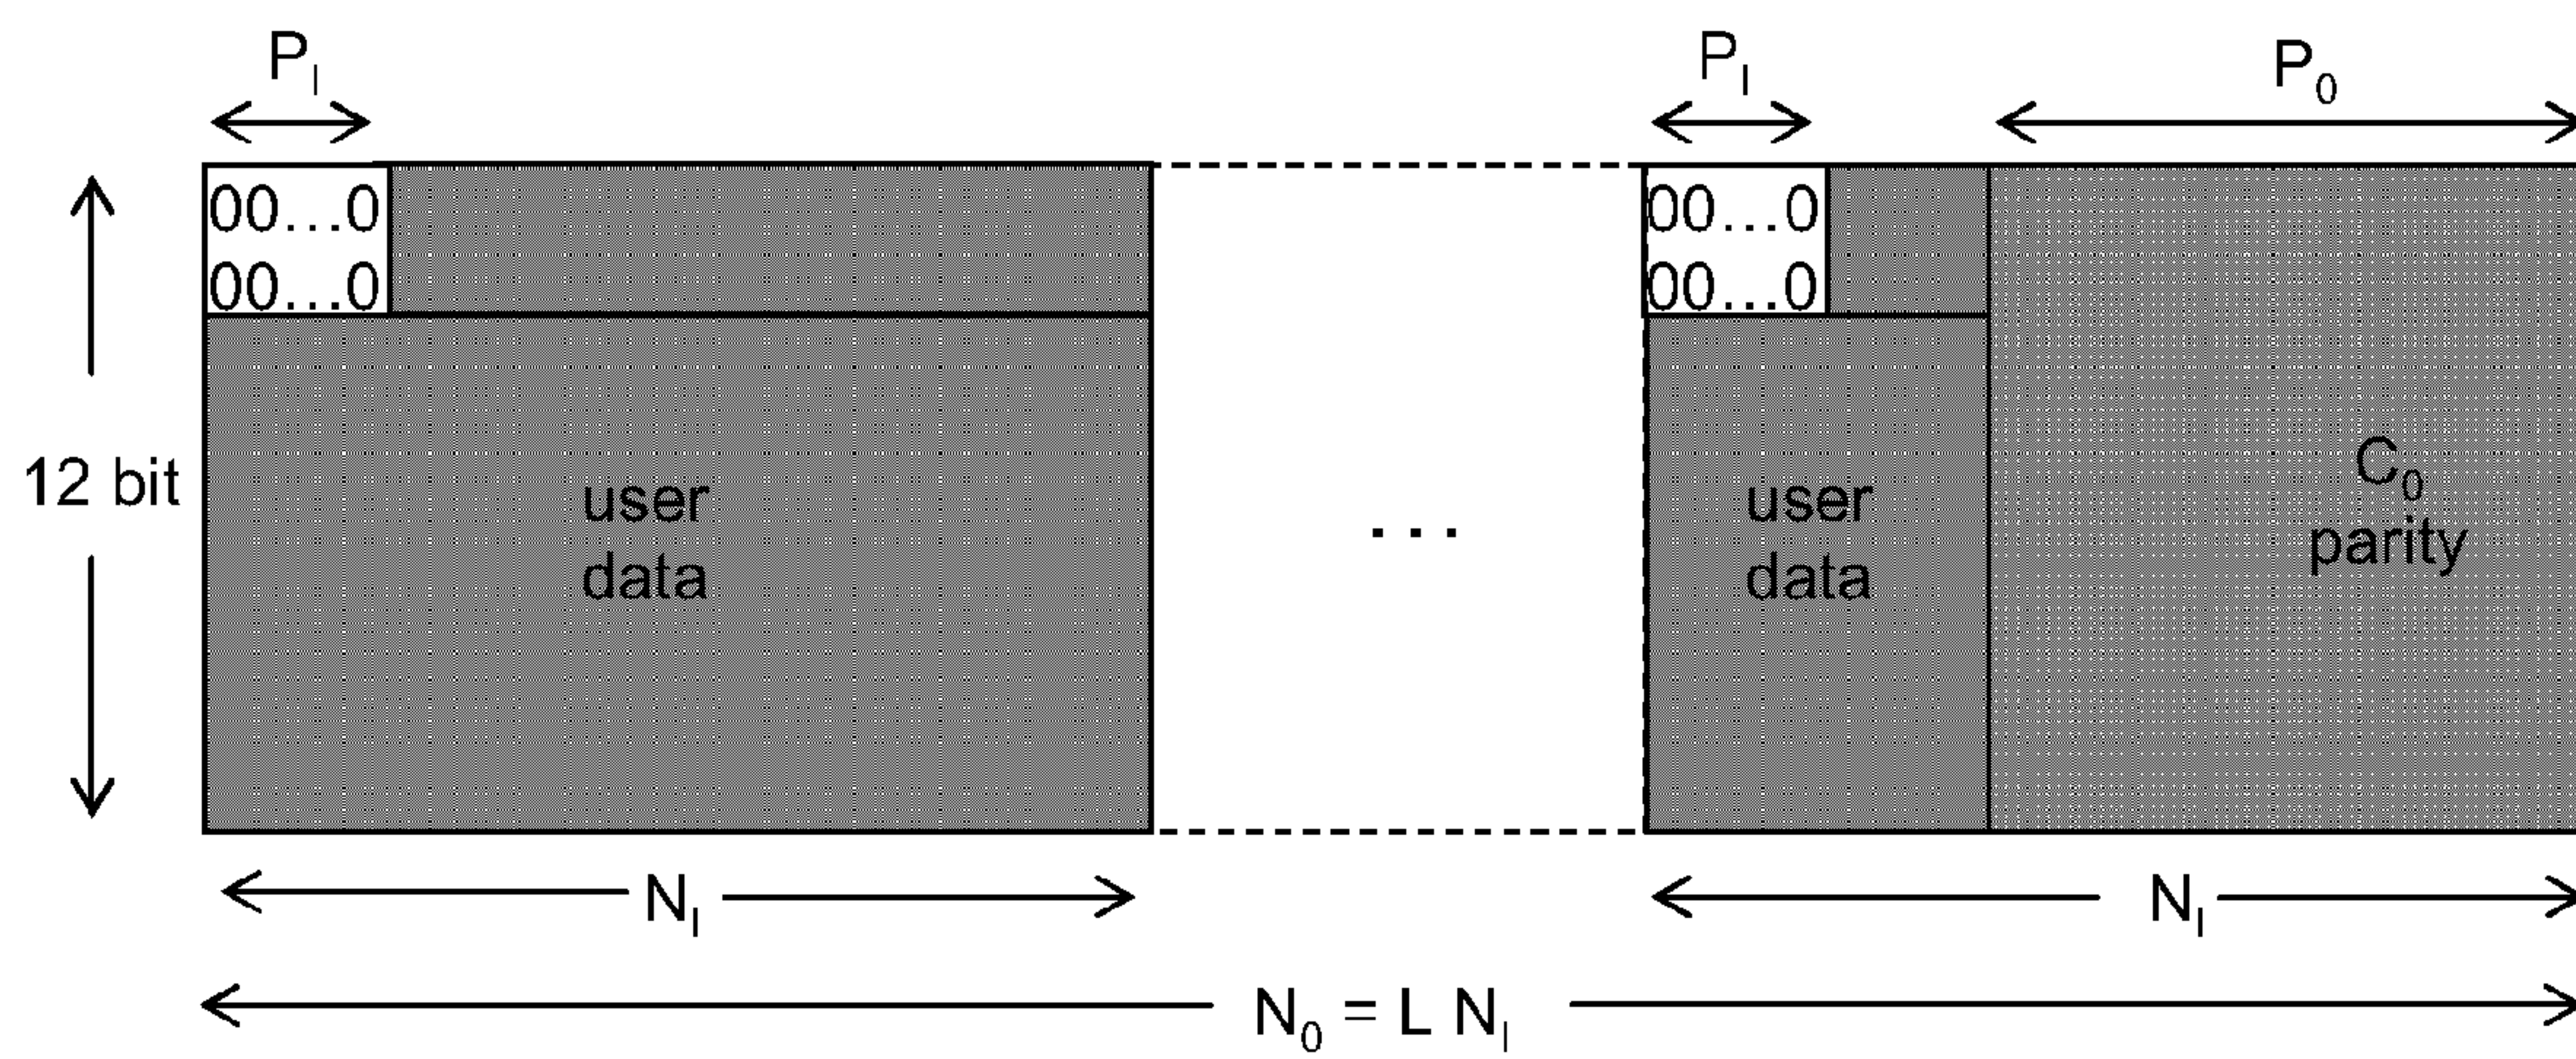 P_I P_I P_0
00...0 00...0
00...0 00...0
12 bit
user data
...
user data
C_0 parity
N_I N_I
N_0 = L N_I